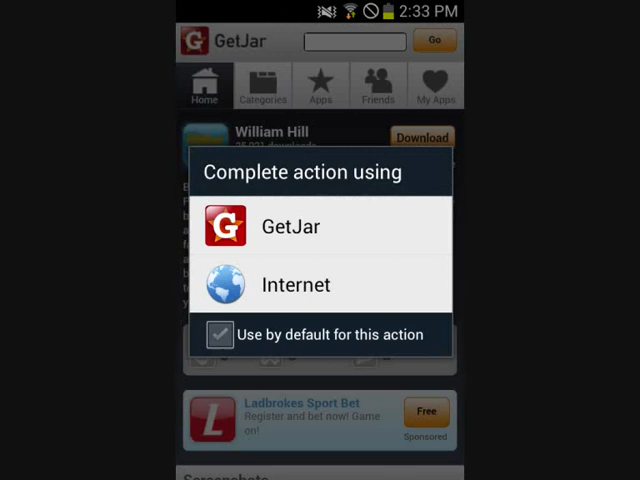 2:33 PM
GetJar
Go
Home
Categories
Apps
Friends
My Apps
William Hill
Download
Complete action using
GetJar
Internet
Use by default for this action
Ladbrokes Sport Bet
Register and bet now! Game
on!
Free
Sponsored
Screenshots